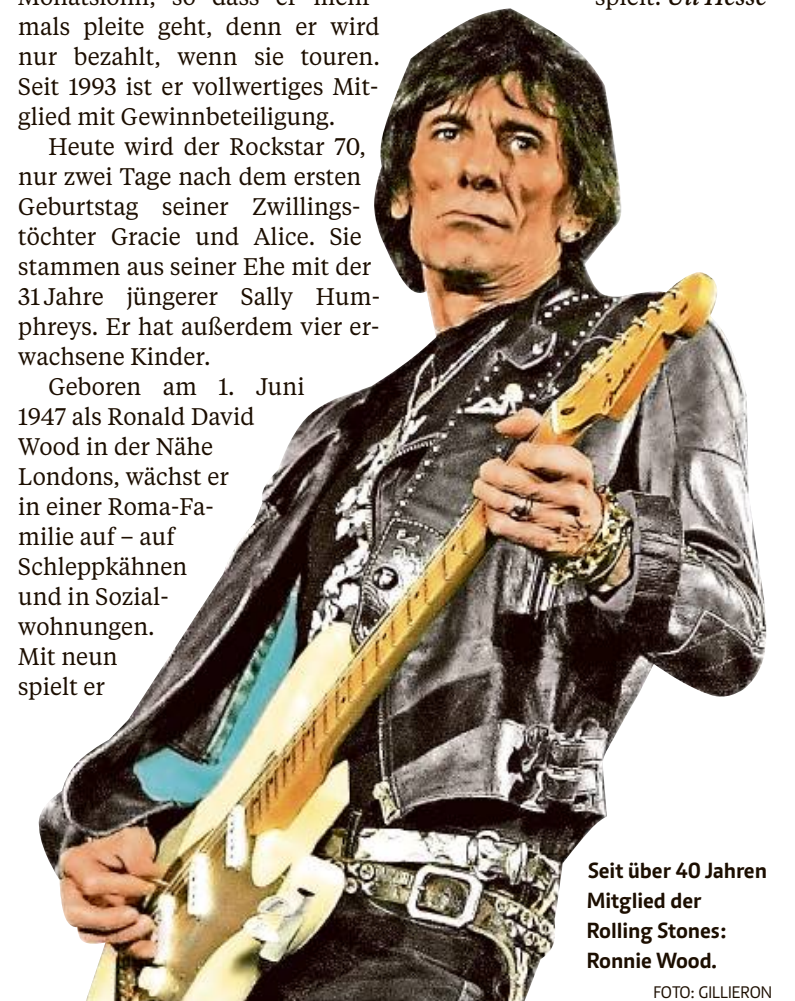 mals pleite geht, denn er wird
nur bezahlt, wenn sie touren.
Seit 1993 ist er vollwertiges Mit-
glied mit Gewinnbeteiligung.
Heute wird der Rockstar 70,
nur zwei Tage nach dem ersten
Geburtstag seiner Zwillings-
töchter Gracie und Alice. Sie
stammen aus seiner Ehe mit der
31 Jahre jüngerer Sally Hum-
phreys. Er hat außerdem vier er-
wachsene Kinder.
Geboren am 1. Juni
1947 als Ronald David
Wood in der Nähe
Londons, wächst er
in einer Roma-Fa-
milie auf – auf
Schleppkähnen
und in Sozial-
wohnungen.
Mit neun
spielt er
spielt. Uli Hesse
Seit über 40 Jahren
Mitglied der
Rolling Stones:
Ronnie Wood.
FOTO: GILLIERON